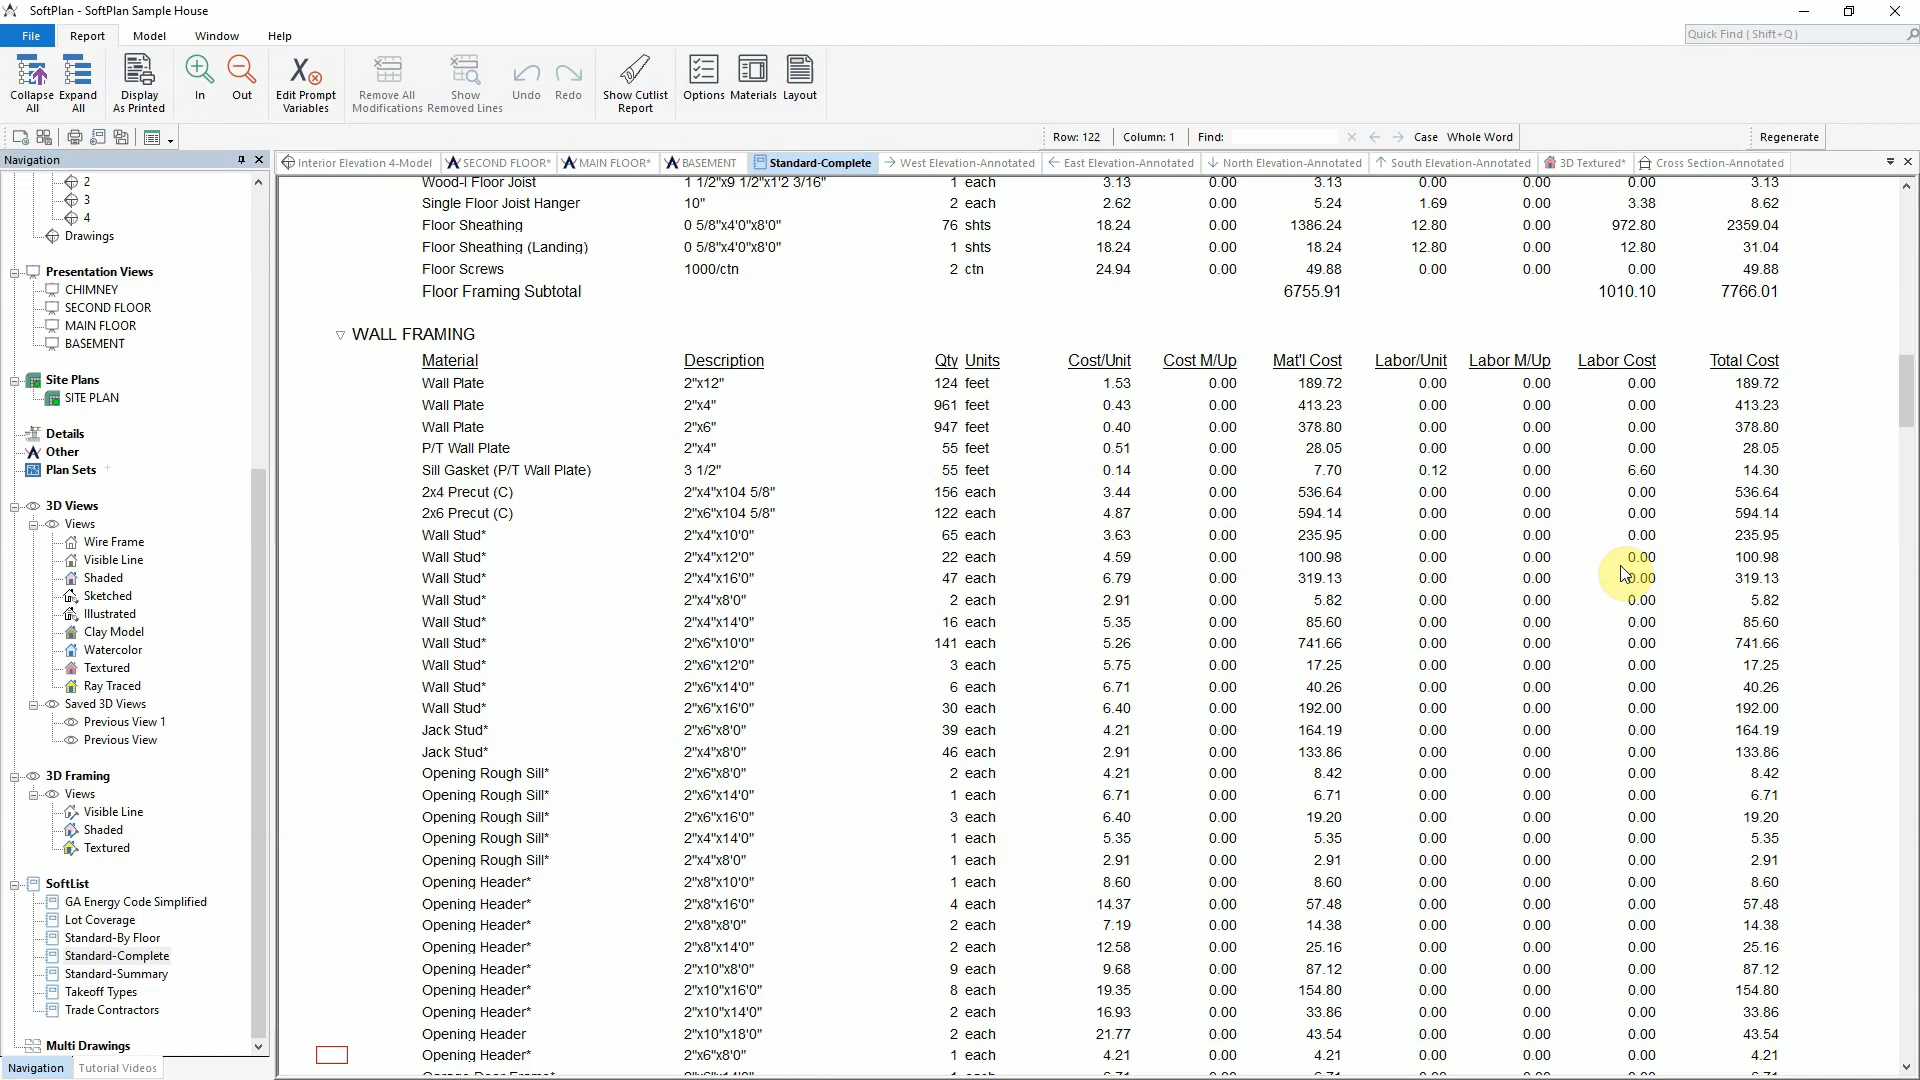 SoftPlan - SoftPlan Sample House
File Report Model Window Help
Quick Find ( Shift+Q )
Collapse All Expand All Display As Printed In Out Edit Prompt Variables Remove All Modifications Show Removed Lines Undo Redo Show Cutlist Report Options Materials Layout
Row: 122 Column: 1 Find: Case Whole Word Regenerate
Navigation
Interior Elevation 4-Model SECOND FLOOR* MAIN FLOOR* BASEMENT Standard-Complete West Elevation-Annotated East Elevation-Annotated North Elevation-Annotated South Elevation-Annotated 3D Textured* Cross Section-Annotated
2
3
4
Drawings
Presentation Views
CHIMNEY
SECOND FLOOR
MAIN FLOOR
BASEMENT
Site Plans
SITE PLAN
Details
Other
Plan Sets
3D Views
Views
Wire Frame
Visible Line
Shaded
Sketched
Illustrated
Clay Model
Watercolor
Textured
Ray Traced
Saved 3D Views
Previous View 1
Previous View
3D Framing
Views
Visible Line
Shaded
Textured
SoftList
GA Energy Code Simplified
Lot Coverage
Standard-By Floor
Standard-Complete
Standard-Summary
Takeoff Types
Trade Contractors
Multi Drawings
Navigation Tutorial Videos
Wood-I Floor Joist 1 1/2"x9 1/2"x1'2 3/16" 1 each 3.13 0.00 3.13 0.00 0.00 0.00 3.13
Single Floor Joist Hanger 10" 2 each 2.62 0.00 5.24 1.69 0.00 3.38 8.62
Floor Sheathing 0 5/8"x4'0"x8'0" 76 shts 18.24 0.00 1386.24 12.80 0.00 972.80 2359.04
Floor Sheathing (Landing) 0 5/8"x4'0"x8'0" 1 shts 18.24 0.00 18.24 12.80 0.00 12.80 31.04
Floor Screws 1000/ctn 2 ctn 24.94 0.00 49.88 0.00 0.00 0.00 49.88
Floor Framing Subtotal 6755.91 1010.10 7766.01
WALL FRAMING
Material Description Qty Units Cost/Unit Cost M/Up Mat'l Cost Labor/Unit Labor M/Up Labor Cost Total Cost
Wall Plate 2"x12" 124 feet 1.53 0.00 189.72 0.00 0.00 0.00 189.72
Wall Plate 2"x4" 961 feet 0.43 0.00 413.23 0.00 0.00 0.00 413.23
Wall Plate 2"x6" 947 feet 0.40 0.00 378.80 0.00 0.00 0.00 378.80
P/T Wall Plate 2"x4" 55 feet 0.51 0.00 28.05 0.00 0.00 0.00 28.05
Sill Gasket (P/T Wall Plate) 3 1/2" 55 feet 0.14 0.00 7.70 0.12 0.00 6.60 14.30
2x4 Precut (C) 2"x4"x104 5/8" 156 each 3.44 0.00 536.64 0.00 0.00 0.00 536.64
2x6 Precut (C) 2"x6"x104 5/8" 122 each 4.87 0.00 594.14 0.00 0.00 0.00 594.14
Wall Stud* 2"x4"x10'0" 65 each 3.63 0.00 235.95 0.00 0.00 0.00 235.95
Wall Stud* 2"x4"x12'0" 22 each 4.59 0.00 100.98 0.00 0.00 0.00 100.98
Wall Stud* 2"x4"x16'0" 47 each 6.79 0.00 319.13 0.00 0.00 0.00 319.13
Wall Stud* 2"x4"x8'0" 2 each 2.91 0.00 5.82 0.00 0.00 0.00 5.82
Wall Stud* 2"x4"x14'0" 16 each 5.35 0.00 85.60 0.00 0.00 0.00 85.60
Wall Stud* 2"x6"x10'0" 141 each 5.26 0.00 741.66 0.00 0.00 0.00 741.66
Wall Stud* 2"x6"x12'0" 3 each 5.75 0.00 17.25 0.00 0.00 0.00 17.25
Wall Stud* 2"x6"x14'0" 6 each 6.71 0.00 40.26 0.00 0.00 0.00 40.26
Wall Stud* 2"x6"x16'0" 30 each 6.40 0.00 192.00 0.00 0.00 0.00 192.00
Jack Stud* 2"x6"x8'0" 39 each 4.21 0.00 164.19 0.00 0.00 0.00 164.19
Jack Stud* 2"x4"x8'0" 46 each 2.91 0.00 133.86 0.00 0.00 0.00 133.86
Opening Rough Sill* 2"x6"x8'0" 2 each 4.21 0.00 8.42 0.00 0.00 0.00 8.42
Opening Rough Sill* 2"x6"x14'0" 1 each 6.71 0.00 6.71 0.00 0.00 0.00 6.71
Opening Rough Sill* 2"x6"x16'0" 3 each 6.40 0.00 19.20 0.00 0.00 0.00 19.20
Opening Rough Sill* 2"x4"x14'0" 1 each 5.35 0.00 5.35 0.00 0.00 0.00 5.35
Opening Rough Sill* 2"x4"x8'0" 1 each 2.91 0.00 2.91 0.00 0.00 0.00 2.91
Opening Header* 2"x8"x10'0" 1 each 8.60 0.00 8.60 0.00 0.00 0.00 8.60
Opening Header* 2"x8"x16'0" 4 each 14.37 0.00 57.48 0.00 0.00 0.00 57.48
Opening Header* 2"x8"x8'0" 2 each 7.19 0.00 14.38 0.00 0.00 0.00 14.38
Opening Header* 2"x8"x14'0" 2 each 12.58 0.00 25.16 0.00 0.00 0.00 25.16
Opening Header* 2"x10"x8'0" 9 each 9.68 0.00 87.12 0.00 0.00 0.00 87.12
Opening Header* 2"x10"x16'0" 8 each 19.35 0.00 154.80 0.00 0.00 0.00 154.80
Opening Header* 2"x10"x14'0" 2 each 16.93 0.00 33.86 0.00 0.00 0.00 33.86
Opening Header 2"x10"x18'0" 2 each 21.77 0.00 43.54 0.00 0.00 0.00 43.54
Opening Header* 2"x6"x8'0" 1 each 4.21 0.00 4.21 0.00 0.00 0.00 4.21